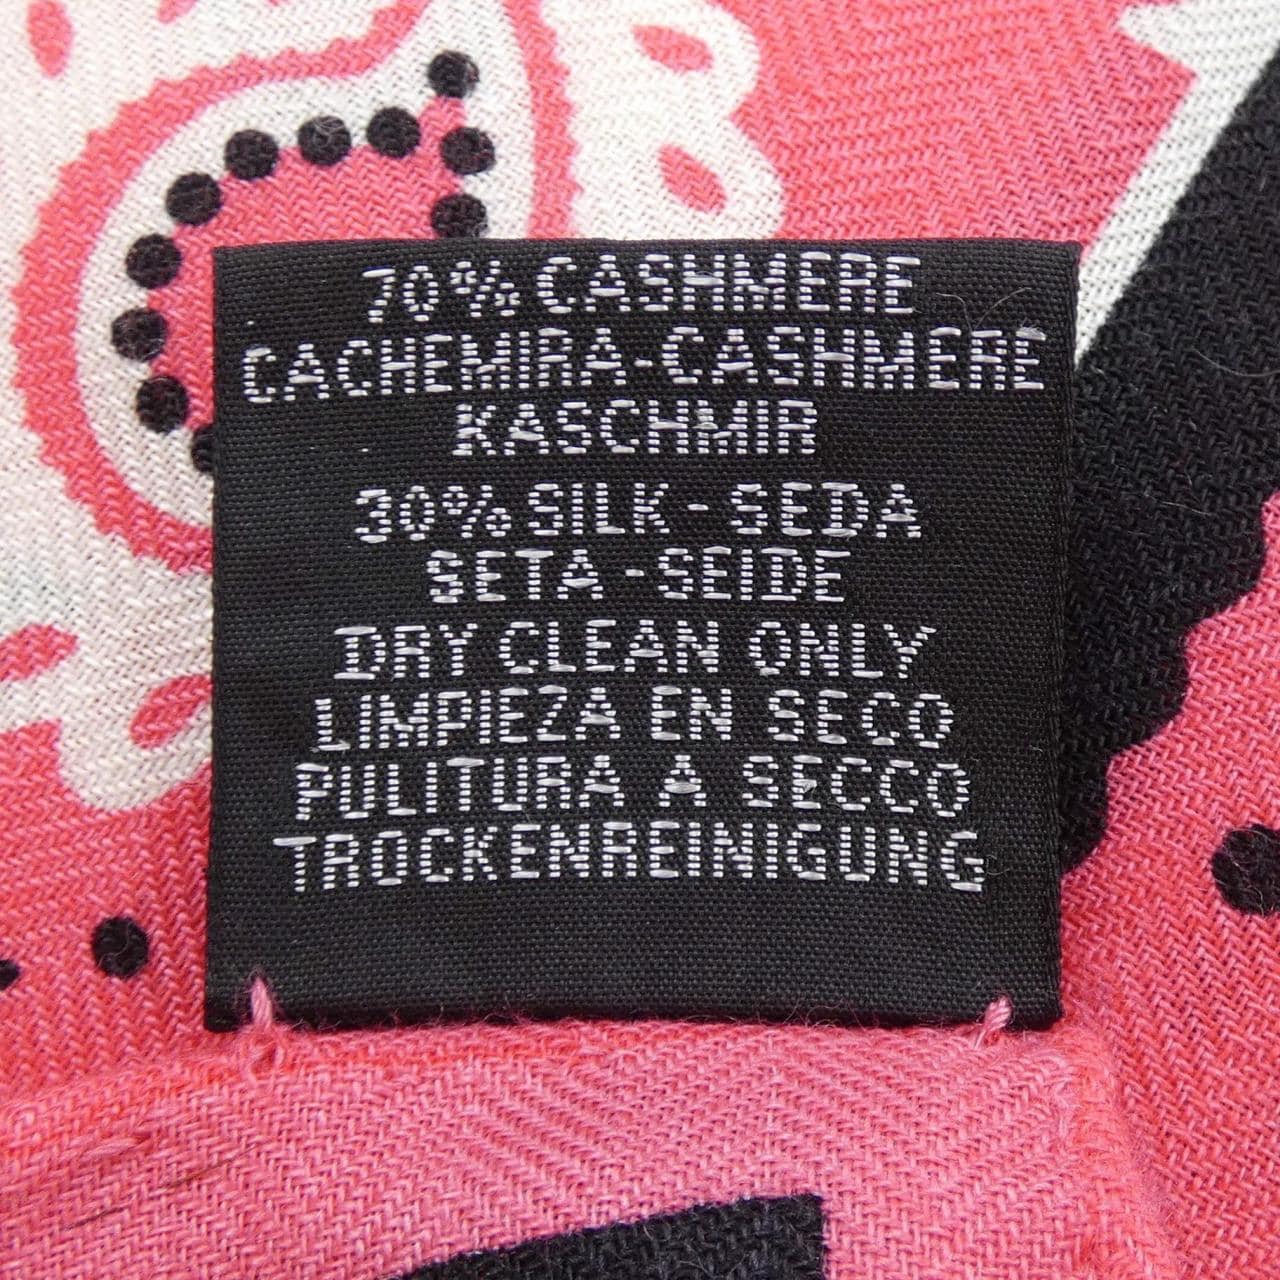 70% CASHMERE
CACHEMIRA-CASHMERE
KASCHMIR
30% SILK - SEDA
SETA - SEIDE
DRY CLEAN ONLY
LIMPIEZA EN SECO
PULITURA A SECCO
TROCKENREINIGUNG